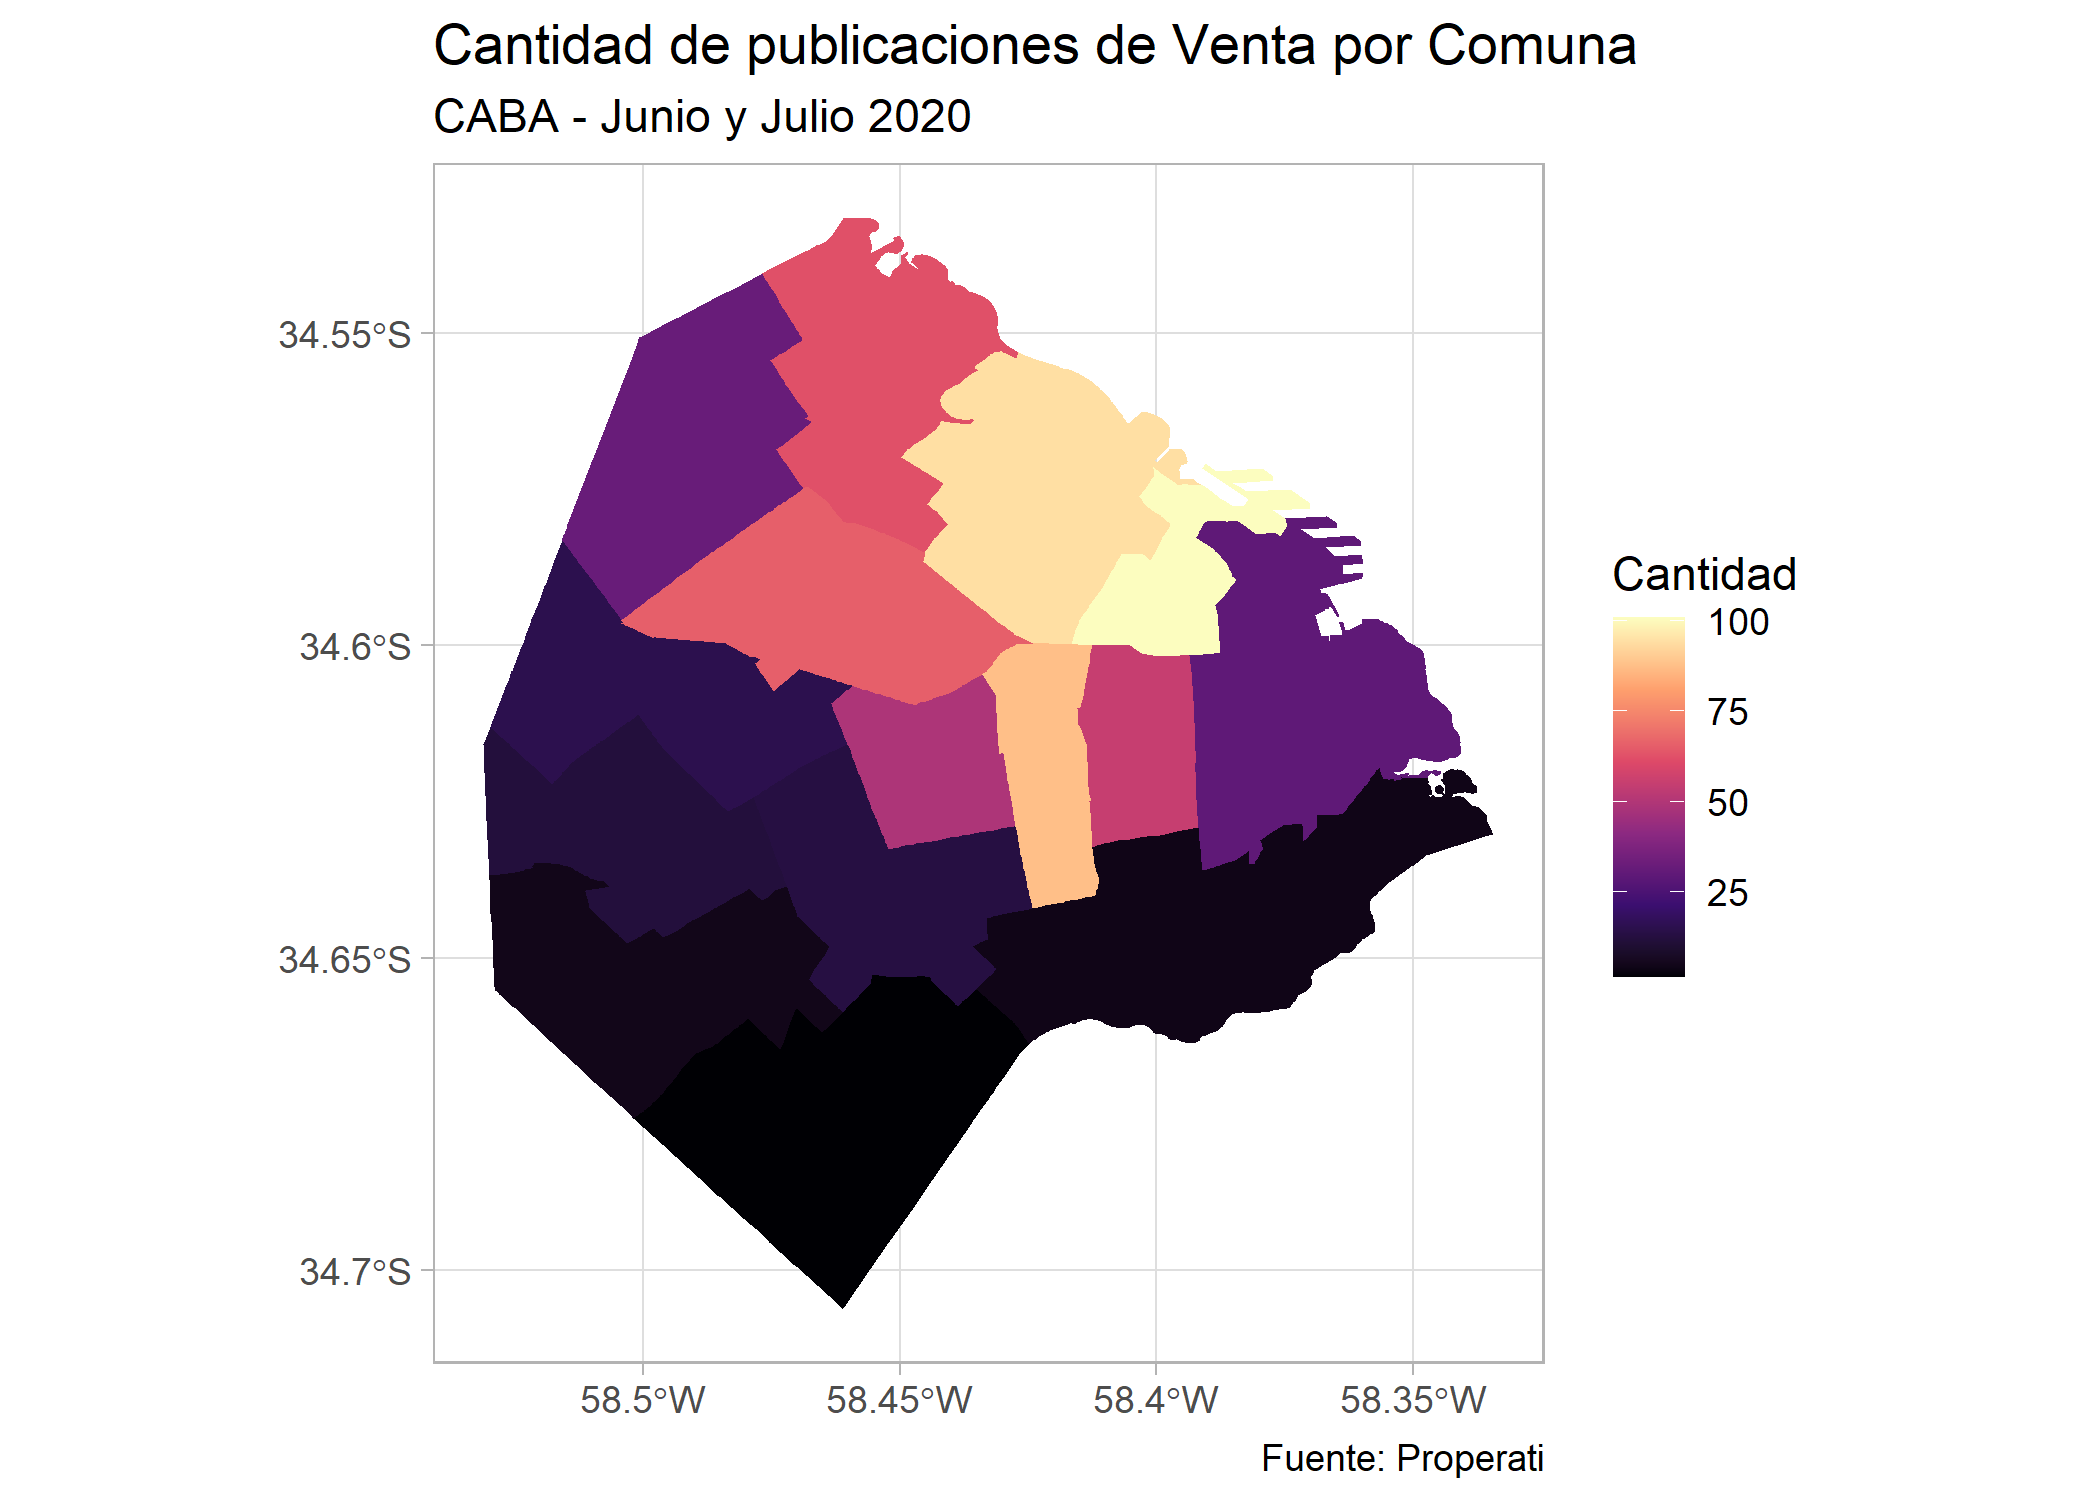 Cantidad de publicaciones de Venta por Comuna
CABA - Junio y Julio 2020
34.55°S
34.6°S
34.65°S
34.7°S
58.5°W
58.45°W
58.4°W
58.35°W
Cantidad
100
75
50
25
Fuente: Properati